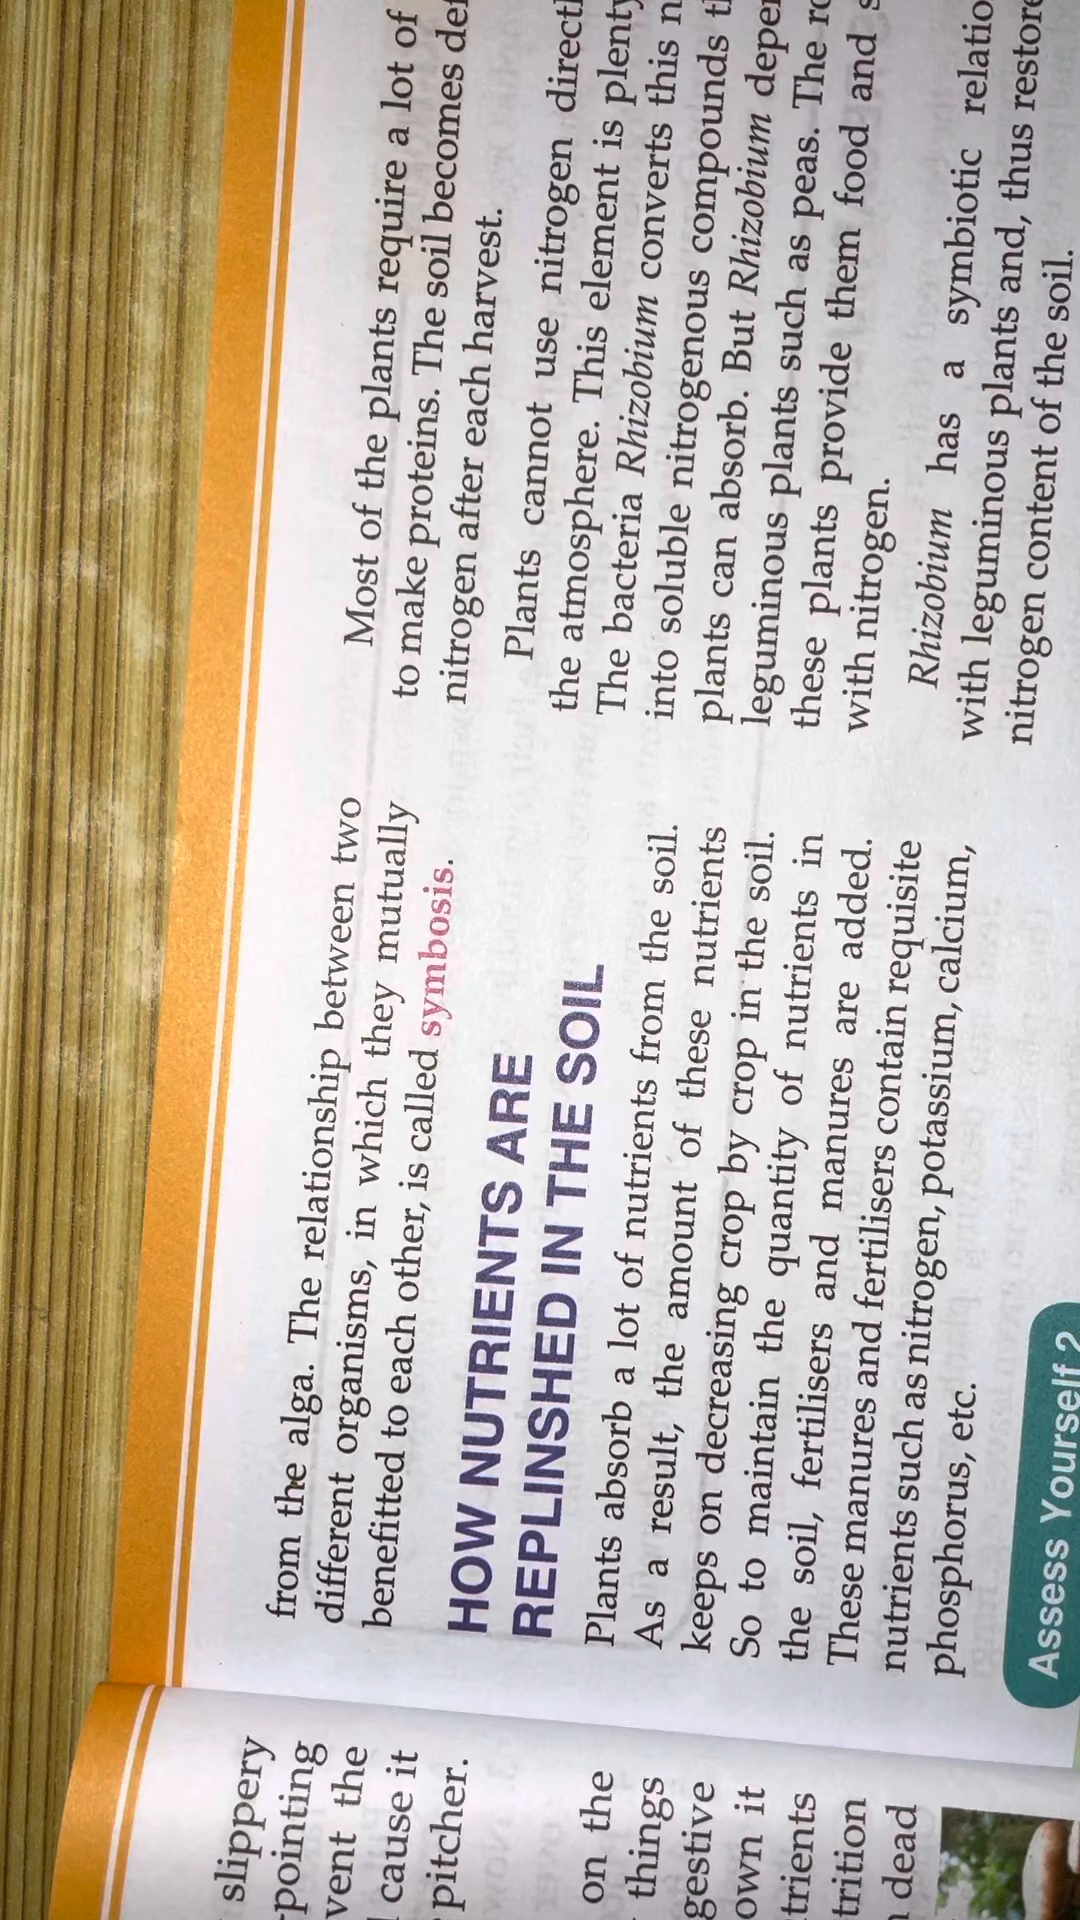 slippery
-pointing
vent the
cause it
pitcher.
on the
things
gestive
own it
trients
trition
dead
from the alga. The relationship between two
different organisms, in which they mutually
benefitted to each other, is called symbosis.
HOW NUTRIENTS ARE
REPLINSHED IN THE SOIL
Plants absorb a lot of nutrients from the soil.
As a result, the amount of these nutrients
keeps on decreasing crop by crop in the soil.
So to maintain the quantity of nutrients in
the soil, fertilisers and manures are added.
These manures and fertilisers contain requisite
nutrients such as nitrogen, potassium, calcium,
phosphorus, etc.
Assess Yourself 2
Most of the plants require a lot of
to make proteins. The soil becomes def
nitrogen after each harvest.
Plants cannot use nitrogen directl
the atmosphere. This element is plenty
The bacteria Rhizobium converts this n
into soluble nitrogenous compounds t
plants can absorb. But Rhizobium deper
leguminous plants such as peas. The ro
these plants provide them food and s
with nitrogen.
Rhizobium has a symbiotic relatio
with leguminous plants and, thus restore
nitrogen content of the soil.